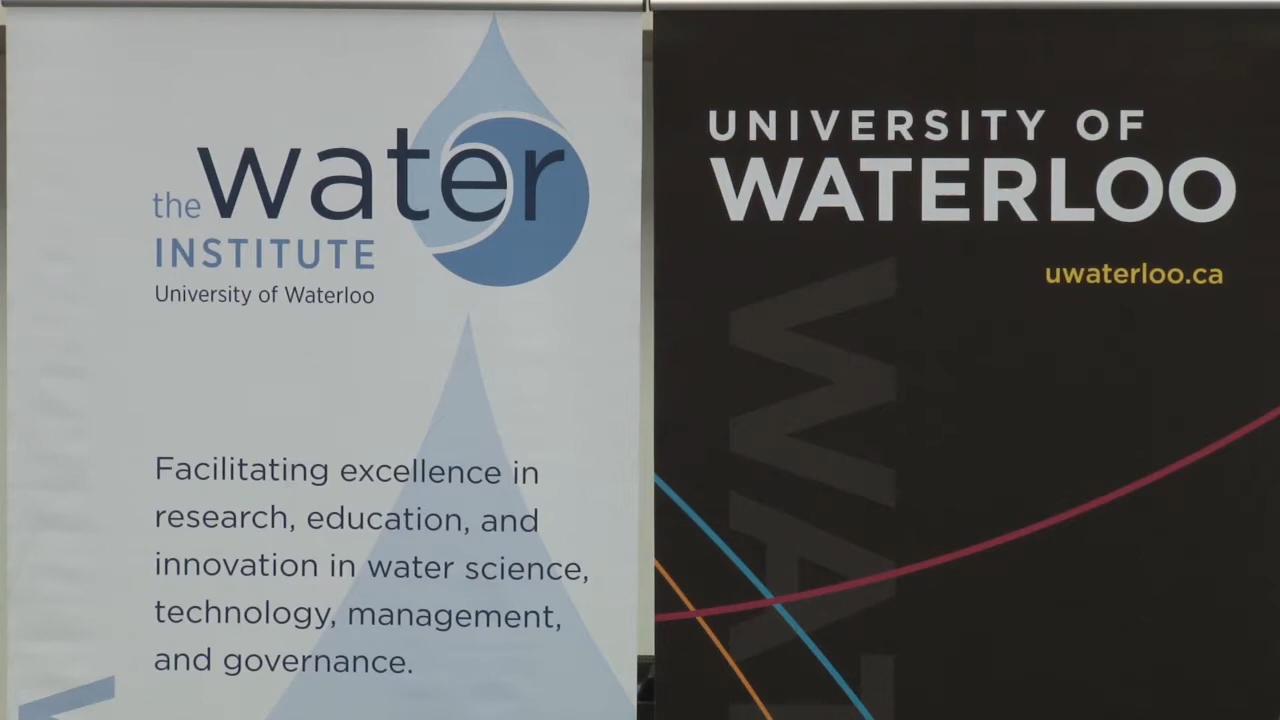 the water
INSTITUTE
University of Waterloo
Facilitating excellence in
research, education, and
innovation in water science,
technology, management,
and governance.
UNIVERSITY OF
WATERLOO
uwaterloo.ca
WAT